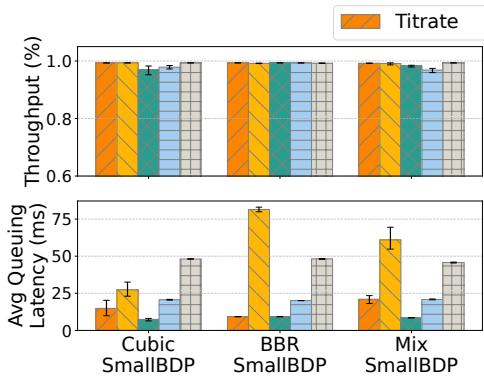 Titrate
Throughput (%)
1.0
0.8
0.6
Avg Queuing
Latency (ms)
75
50
25
0
Cubic
SmallBDP
BBR
SmallBDP
Mix
SmallBDP